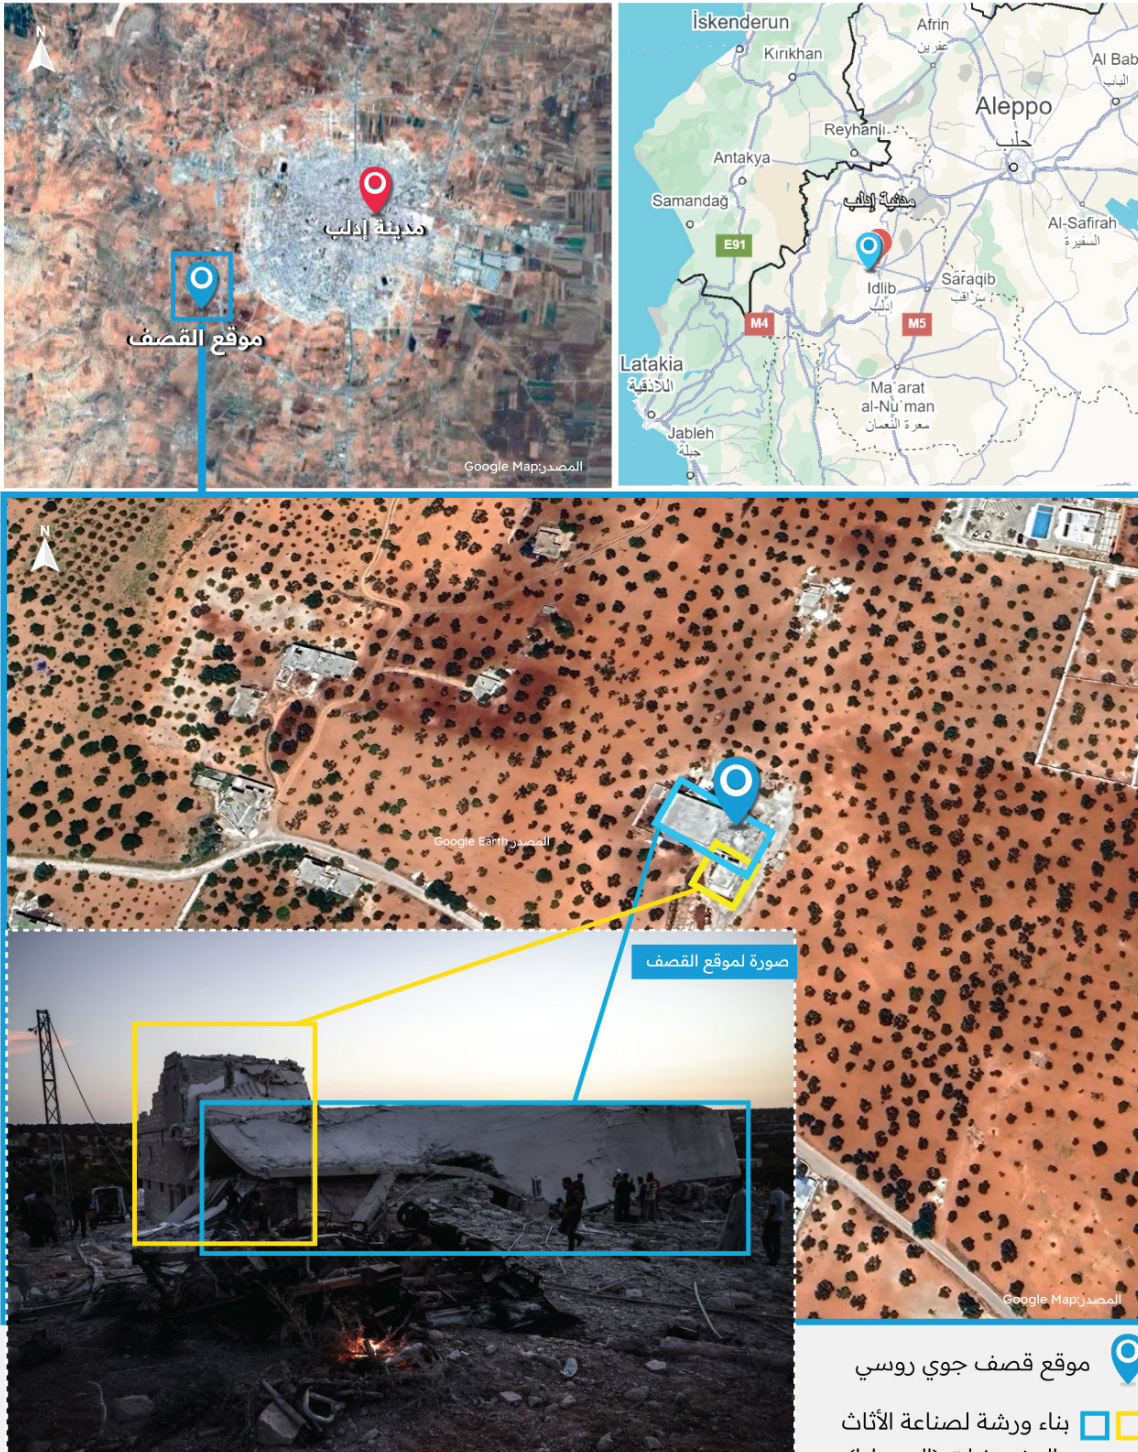 N
مدينة إدلب
موقع القصف
Google Map:المصدر
İskenderun
Kırıkhan
Afrin
عفرين
Al Bab
الباب
Aleppo
حلب
Reyhanlı
Antakya
Samandağ
مدنية إدلب
Al-Safirah
السفيرة
E91
Idlib
إدلب
Saraqib
سراقب
M4
M5
Latakia
اللاذقية
Ma'arat
al-Nu'man
معرة النعمان
Jableh
جبلة
N
Google Earth المصدر
صورة لموقع القصف
Google Map:المصدر
موقع قصف جوي روسي
بناء ورشة لصناعة الأثاث